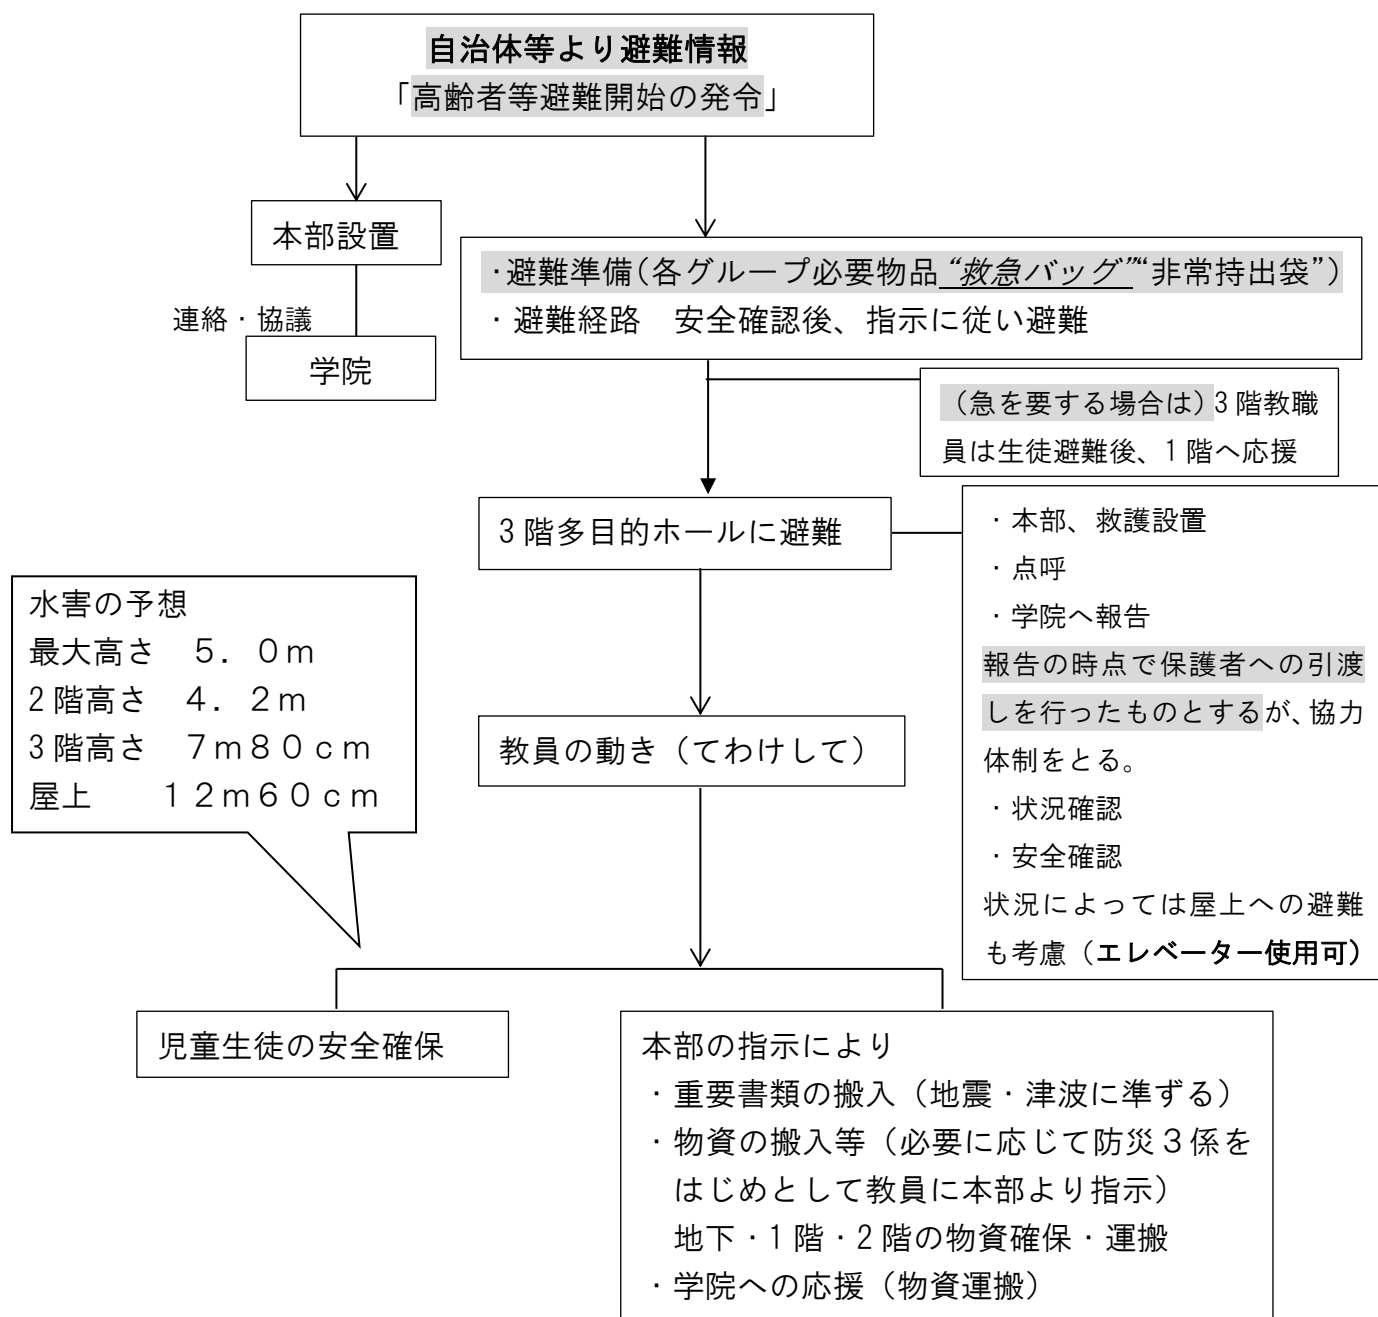 自治体等より避難情報
「高齢者等避難開始の発令」
本部設置
連絡・協議
学院
・避難準備(各グループ必要物品“救急バッグ”“非常持出袋”)
・避難経路　安全確認後、指示に従い避難
(急を要する場合は)3階教職
員は生徒避難後、1階へ応援
3階多目的ホールに避難
・本部、救護設置
・点呼
・学院へ報告
報告の時点で保護者への引渡
しを行ったものとするが、協力
体制をとる。
・状況確認
・安全確認
状況によっては屋上への避難
も考慮（エレベーター使用可）
水害の予想
最大高さ　５．０ｍ
2階高さ　４．２ｍ
3階高さ　７ｍ８０ｃｍ
屋上　　１２ｍ６０ｃｍ
教員の動き（てわけして）
児童生徒の安全確保
本部の指示により
・重要書類の搬入（地震・津波に準ずる）
・物資の搬入等（必要に応じて防災３係を
はじめとして教員に本部より指示）
地下・1階・2階の物資確保・運搬
・学院への応援（物資運搬）